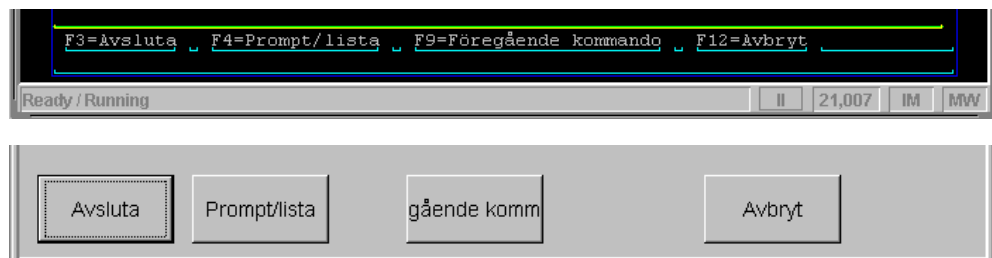 F3=Avsluta F4=Prompt/lista F9=Föregående kommando F12=Avbryt
Ready / Running II 21,007 IM MW
Avsluta Prompt/lista gående komm Avbryt